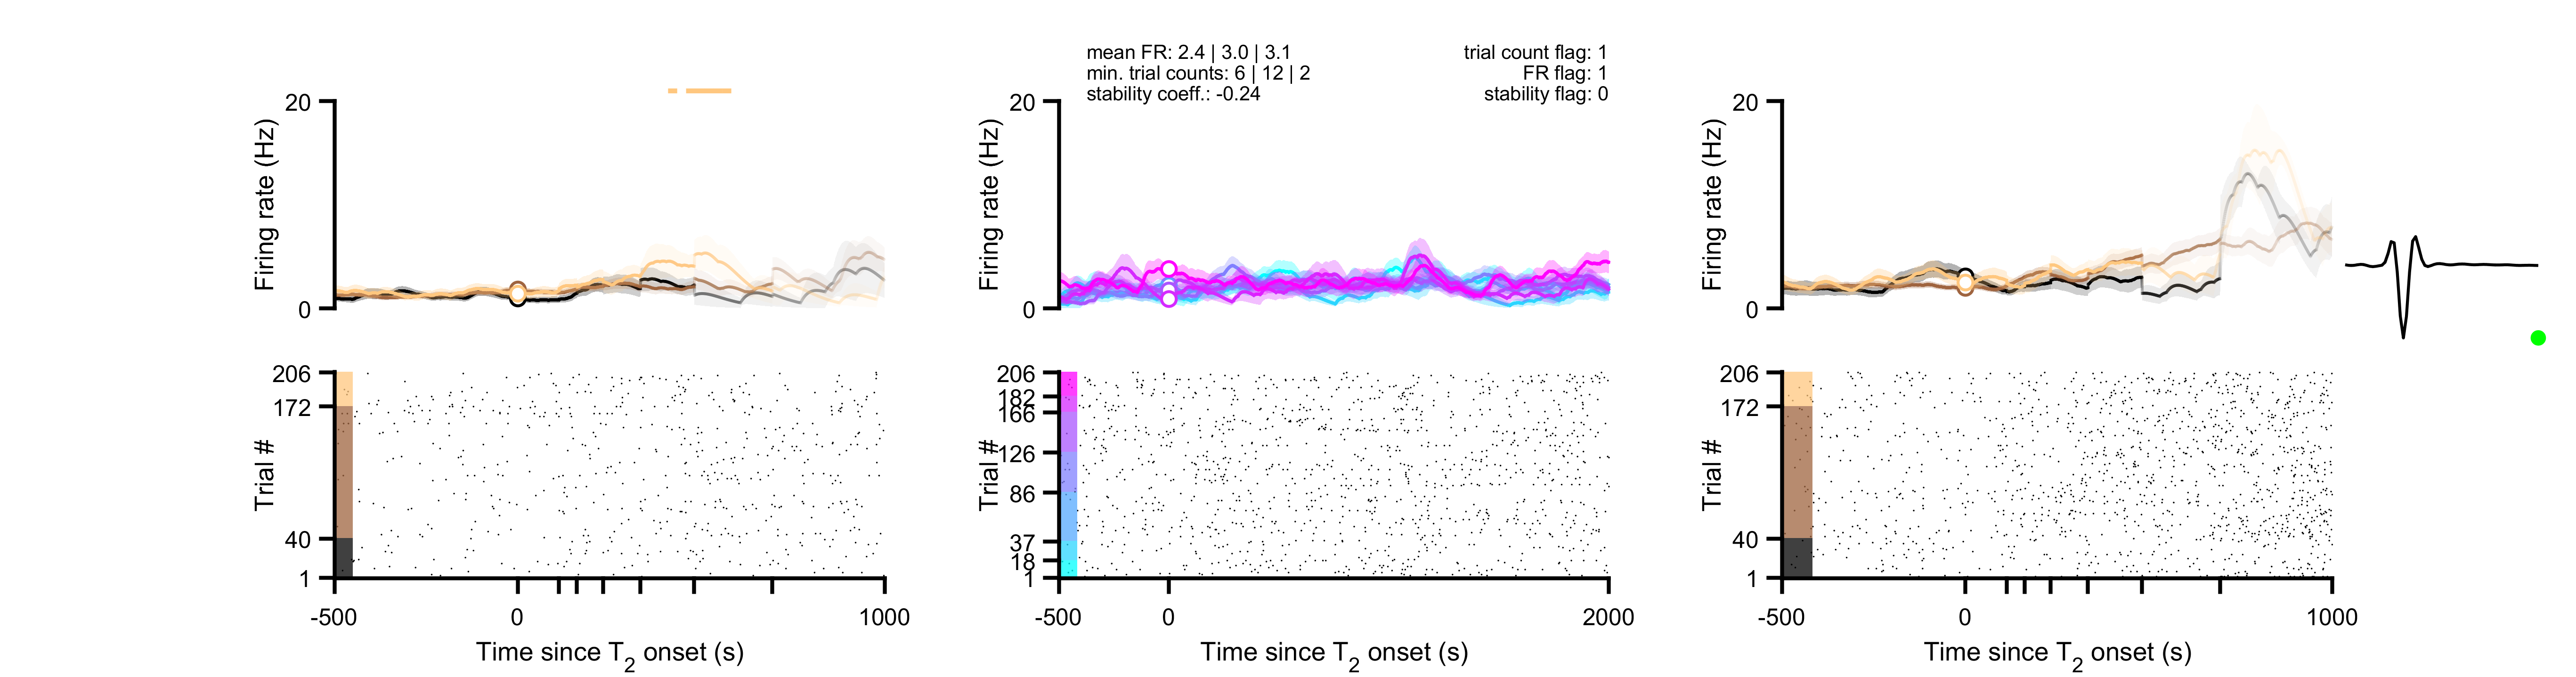 mean FR: 2.4 | 3.0 | 3.1
min. trial counts: 6 | 12 | 2
stability coeff.: -0.24
trial count flag: 1
FR flag: 1
stability flag: 0
20
0
Firing rate (Hz)
20
0
Firing rate (Hz)
20
0
Firing rate (Hz)
206
172
40
1
Trial #
-500
0
1000
Time since T2 onset (s)
206
182
166
126
86
37
18
1
Trial #
-500
0
2000
Time since T2 onset (s)
206
172
40
1
Trial #
-500
0
1000
Time since T2 onset (s)